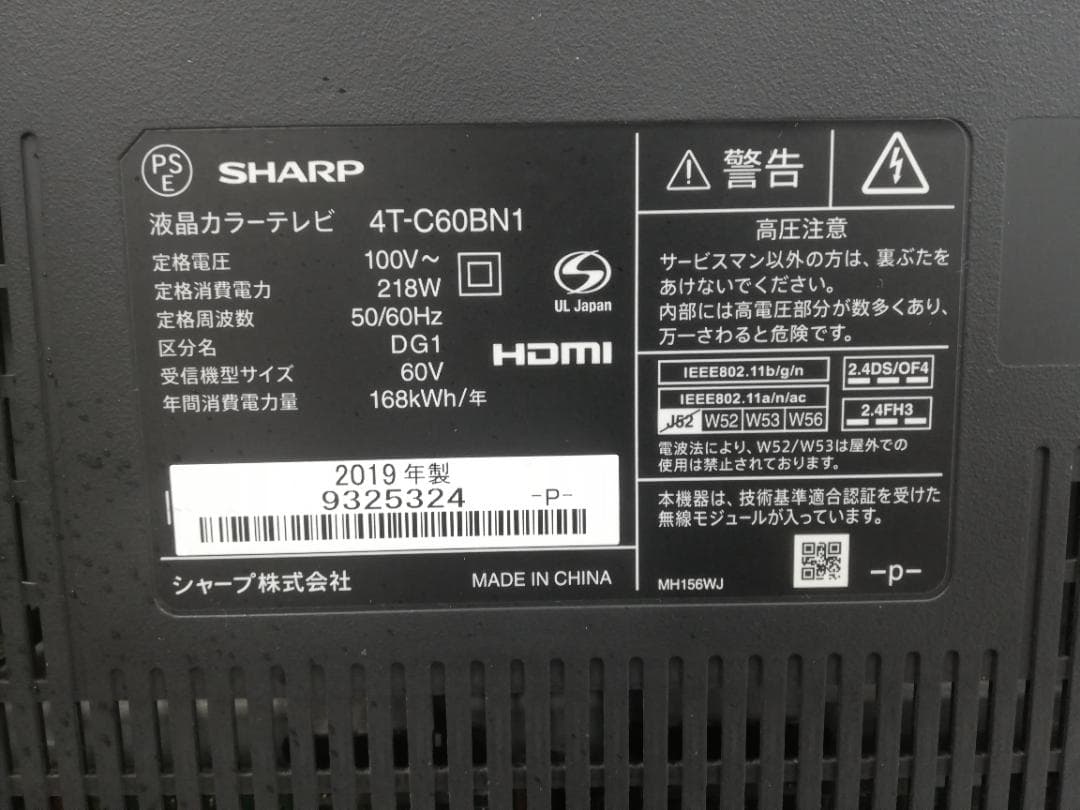 PS
E
SHARP
液晶カラーテレビ 4T-C60BN1
定格電圧 100V~
定格消費電力 218W
定格周波数 50/60Hz
区分名 DG1
受信機型サイズ 60V
年間消費電力量 168kWh/年
S
UL Japan
HDMI
2019年製
9325324 -P-
シャープ株式会社 MADE IN CHINA
警告
高圧注意
サービスマン以外の方は、裏ぶたを
あけないでください。
内部には高電圧部分が数多くあり、
万一さわると危険です。
IEEE802.11b/g/n
2.4DS/OF4
IEEE802.11a/n/ac
J52 W52 W53 W56
2.4FH3
電波法により、W52/W53は屋外での
使用は禁止されております。
本機器は、技術基準適合認証を受けた
無線モジュールが入っています。
MH156WJ -p-